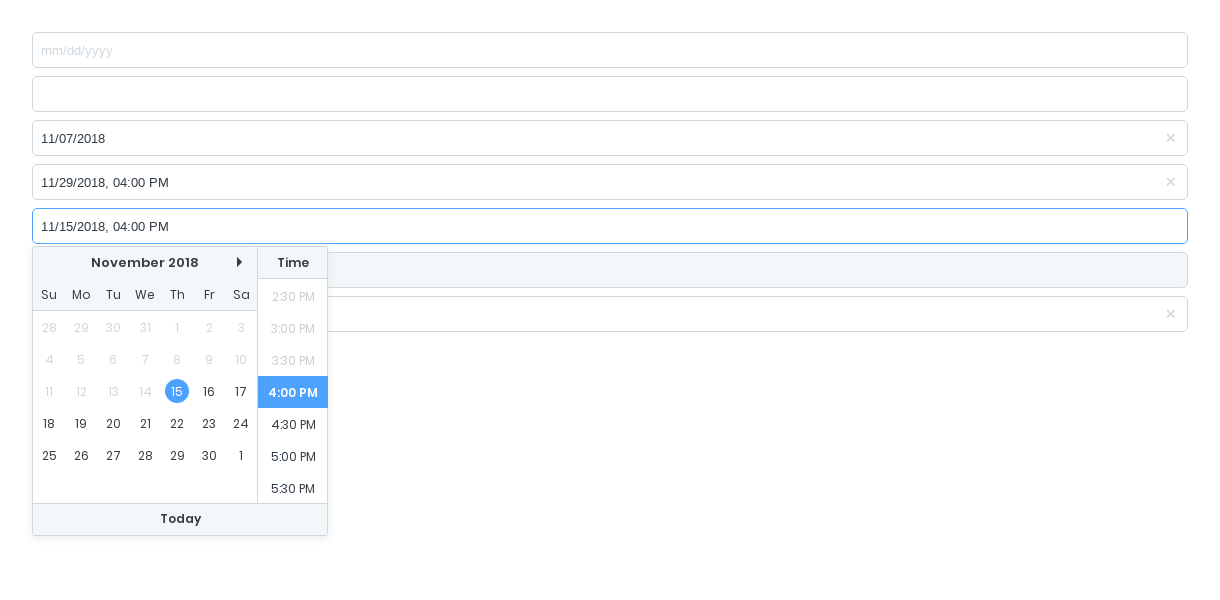 mm/dd/yyyy
11/07/2018 ×
11/29/2018, 04:00 PM ×
11/15/2018, 04:00 PM
November 2018
Su Mo Tu We Th Fr Sa
28 29 30 31 1 2 3
4 5 6 7 8 9 10
11 12 13 14 15 16 17
18 19 20 21 22 23 24
25 26 27 28 29 30 1
Time
2:30 PM
3:00 PM
3:30 PM
4:00 PM
4:30 PM
5:00 PM
5:30 PM
Today
×